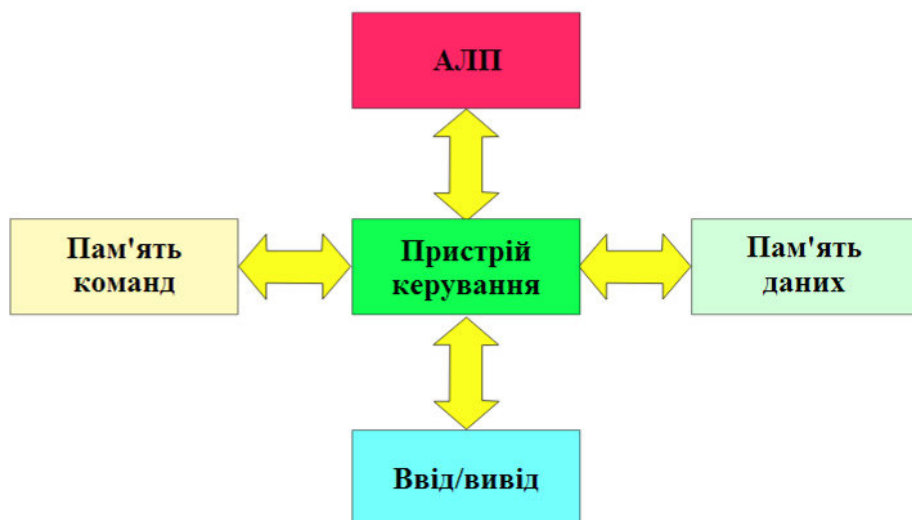 АЛП
Пам'ять
команд
Пристрій
керування
Пам'ять
даних
Ввід/вивід